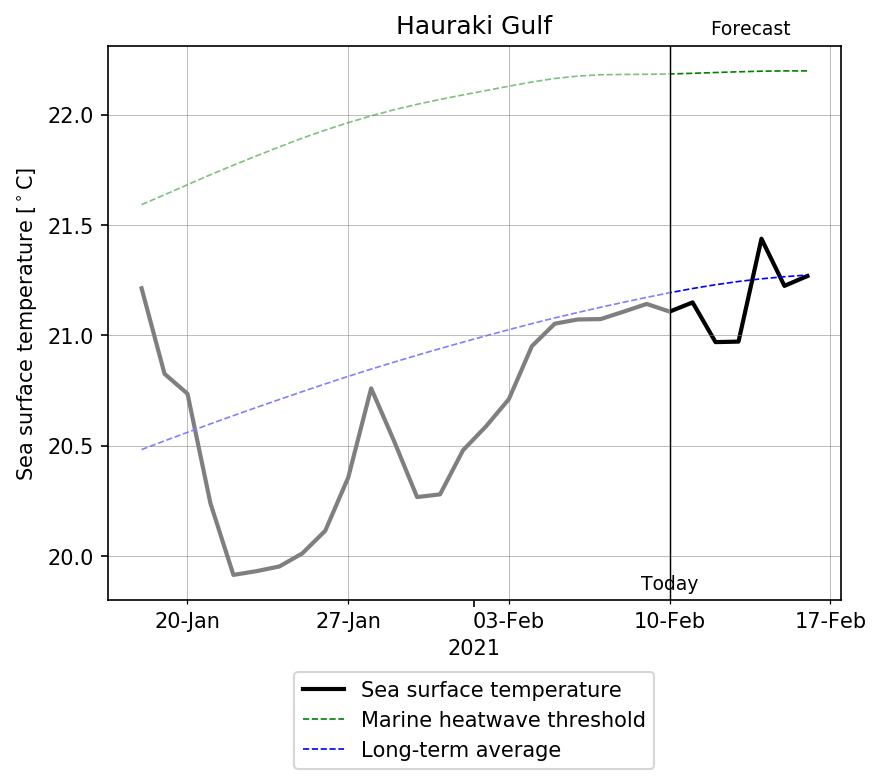 Hauraki Gulf
Forecast
Sea surface temperature [°C]
22.0
21.5
21.0
20.5
20.0
Today
20-Jan 27-Jan 03-Feb 10-Feb 17-Feb
2021
Sea surface temperature
Marine heatwave threshold
Long-term average